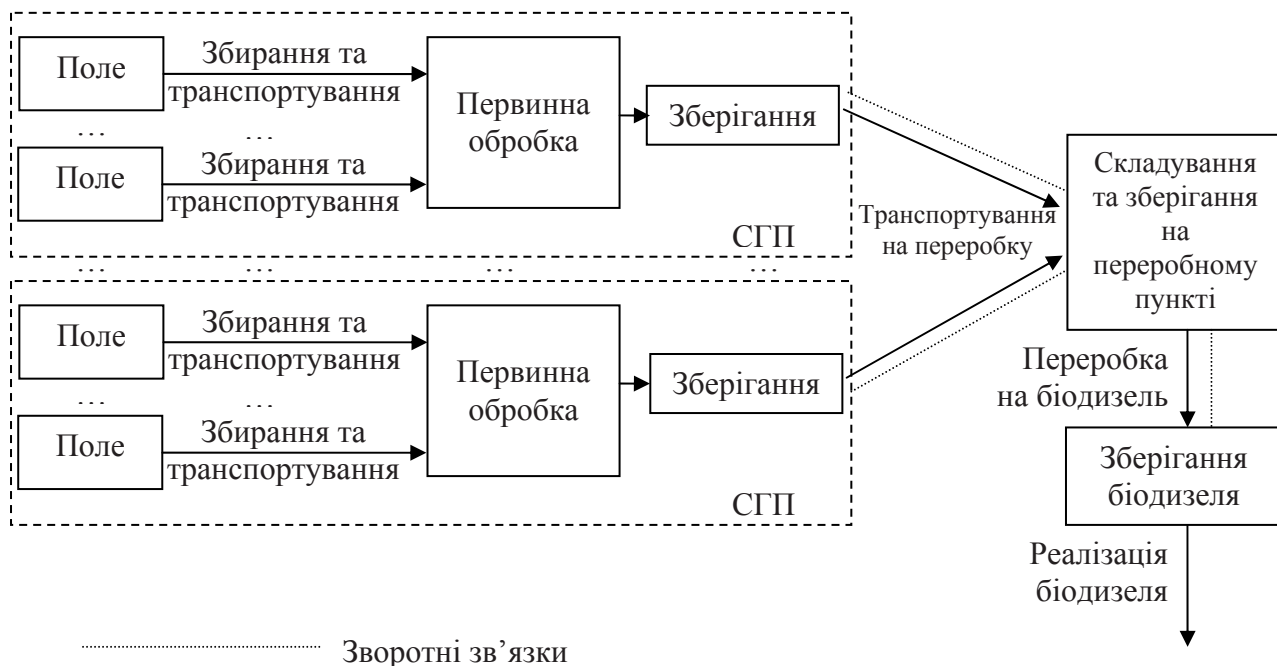 Поле
Збирання та
транспортування
…
…
Поле
Збирання та
транспортування
Первинна
обробка
Зберігання
СГП
Транспортування
на переробку
Складування
та зберігання
на
переробному
пункті
…
…
…
…
Поле
Збирання та
транспортування
…
…
Поле
Збирання та
транспортування
Первинна
обробка
Зберігання
СГП
Переробка
на біодизель
Зберігання
біодизеля
Реалізація
біодизеля
Зворотні зв’язки